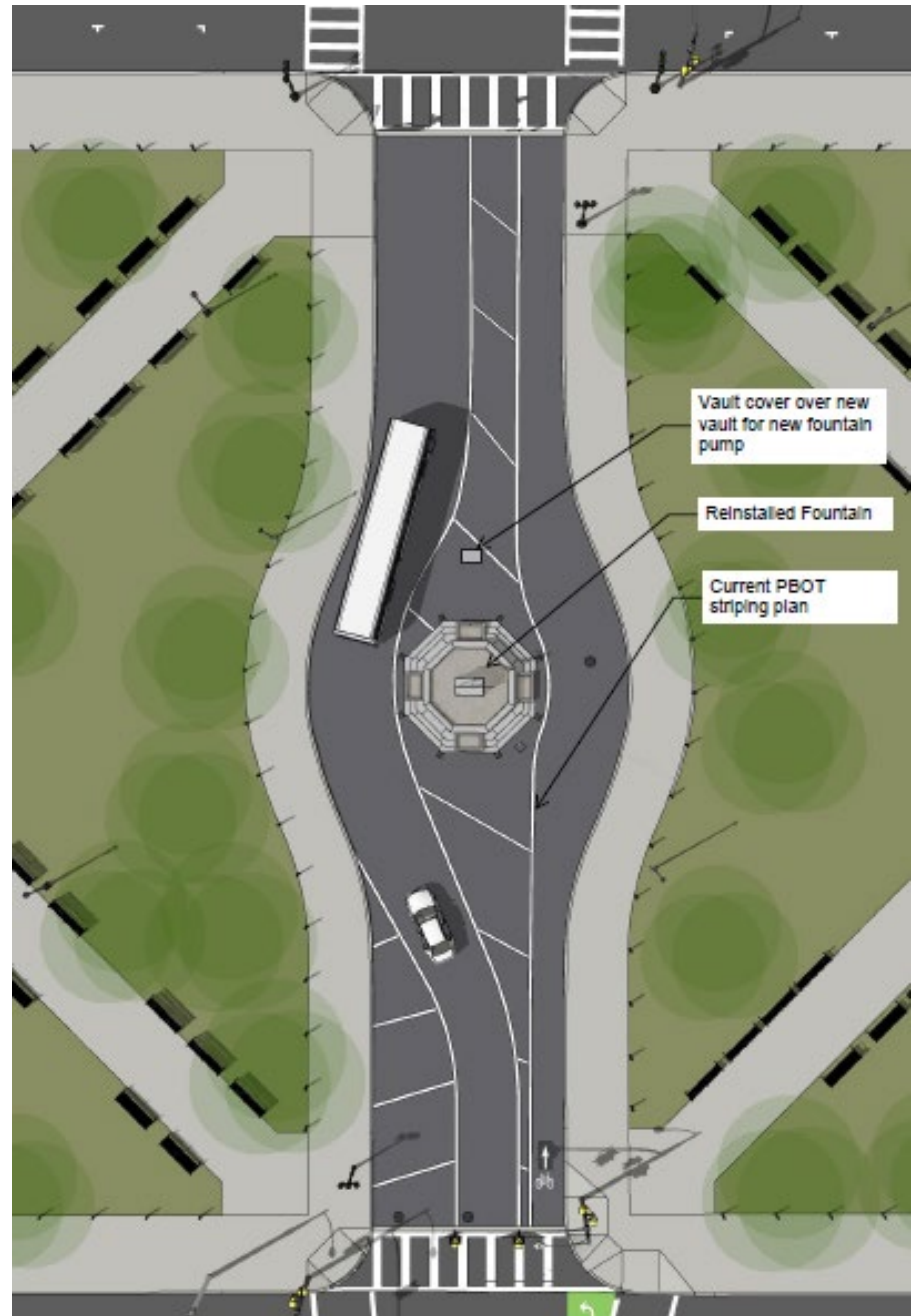 Vault cover over new
vault for new fountain
pump
Reinstalled Fountain
Current PBOT
striping plan